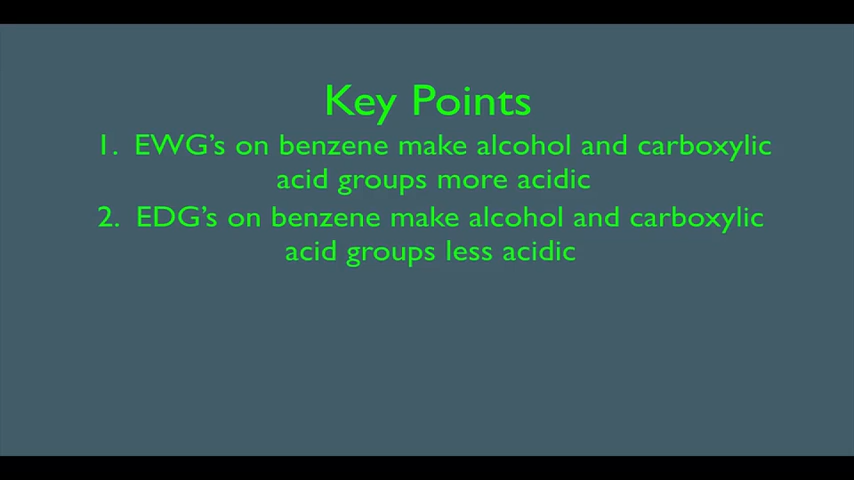 Key Points
1. EWG's on benzene make alcohol and carboxylic
acid groups more acidic
2. EDG's on benzene make alcohol and carboxylic
acid groups less acidic